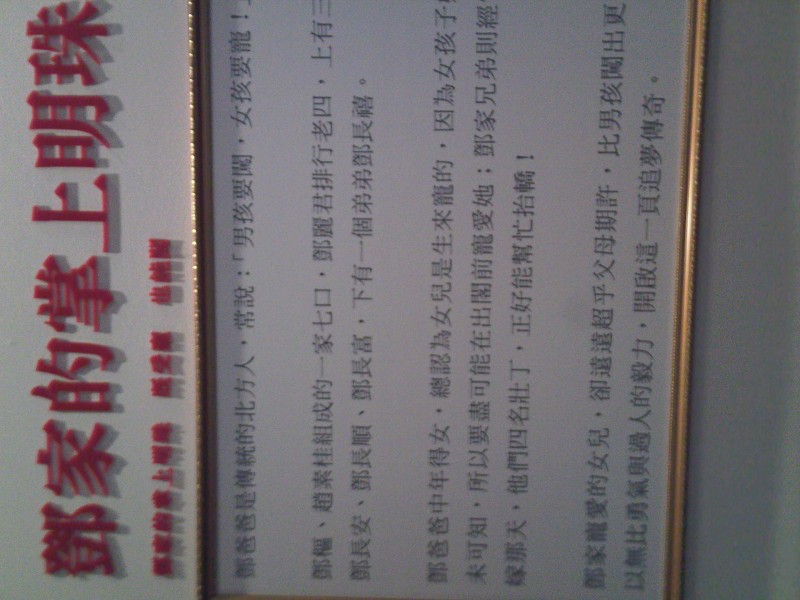 鄧家的掌上明珠
鄧爸爸是傳統的北方人，常說：「男孩要闖，女孩要寵！
鄧樞、趙素桂組成的一家七口，鄧麗君排行老四，上有三
鄧長安、鄧長順、鄧長富，下有一個弟弟鄧長禧。
鄧爸爸中年得女，總認為女兒是生來寵的，因為女孩子
未可知，所以要盡可能在出閣前寵愛她；鄧家兄弟則經
嫁那天，他們四名壯丁，正好能幫忙抬轎！
鄧家寵愛的女兒，卻遠遠超乎父母期許，比男孩闖出更
以無比勇氣與過人的毅力，開啟這一頁追夢傳奇。